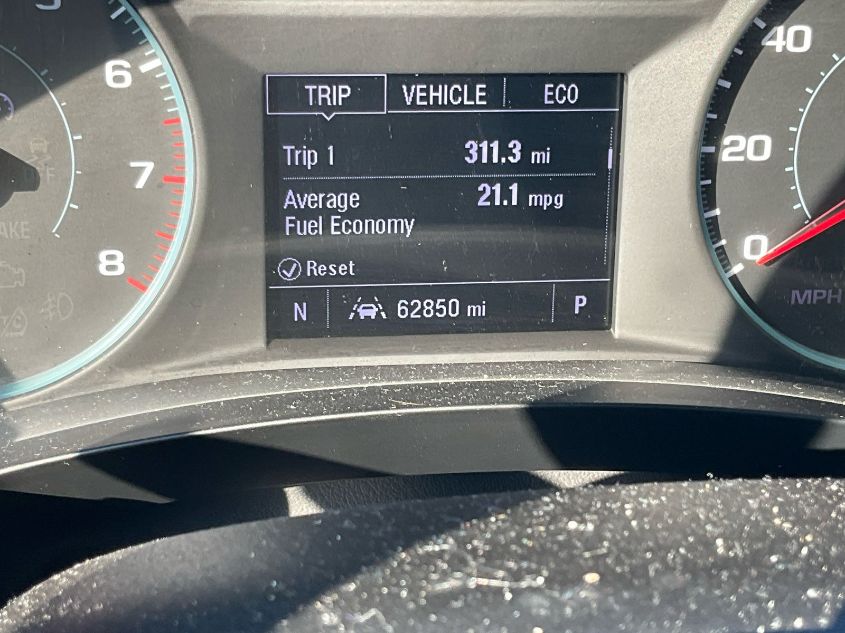 5
6
7
8
TRIP VEHICLE ECO
Trip 1 311.3 mi
Average 21.1 mpg
Fuel Economy
Reset
N 62850 mi P
40
20
0
MPH